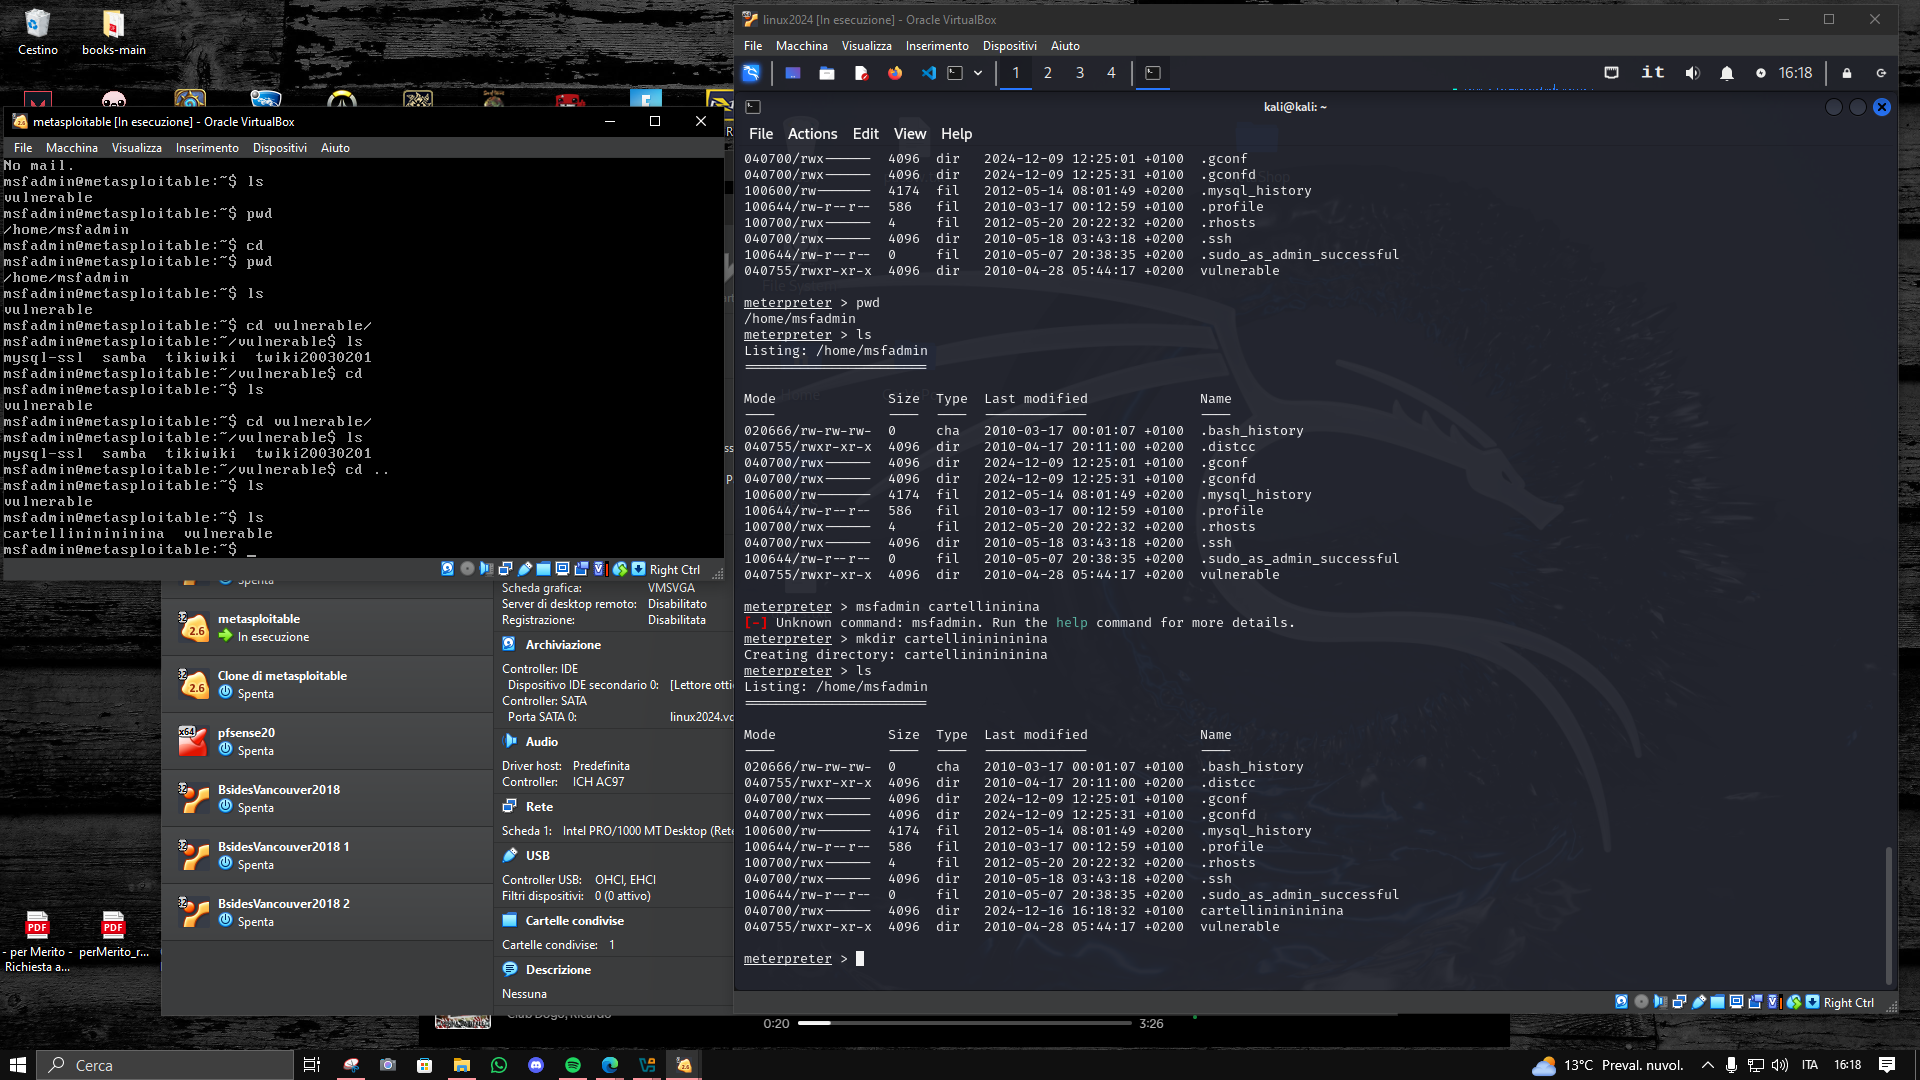 Cestino
books-main
metasploitable [In esecuzione] - Oracle VirtualBox
File Macchina Visualizza Inserimento Dispositivi Aiuto
No mail.
msfadmin@metasploitable:~$ ls
vulnerable
msfadmin@metasploitable:~$ pwd
/home/msfadmin
msfadmin@metasploitable:~$ cd
msfadmin@metasploitable:~$ pwd
/home/msfadmin
msfadmin@metasploitable:~$ ls
vulnerable
msfadmin@metasploitable:~$ cd vulnerable/
msfadmin@metasploitable:~/vulnerable$ ls
mysql-ssl samba tikiwiki twiki20030201
msfadmin@metasploitable:~/vulnerable$ cd
msfadmin@metasploitable:~$ ls
vulnerable
msfadmin@metasploitable:~$ cd vulnerable/
msfadmin@metasploitable:~/vulnerable$ ls
mysql-ssl samba tikiwiki twiki20030201
msfadmin@metasploitable:~/vulnerable$ cd ..
msfadmin@metasploitable:~$ ls
vulnerable
msfadmin@metasploitable:~$ ls
cartellininininina vulnerable
msfadmin@metasploitable:~$ _
Right Ctrl
Spenta
metasploitable
In esecuzione
Clone di metasploitable
Spenta
pfsense20
Spenta
BsidesVancouver2018
Spenta
BsidesVancouver2018 1
Spenta
BsidesVancouver2018 2
Spenta
Scheda grafica: VMSVGA
Server di desktop remoto: Disabilitato
Registrazione: Disabilitata
Archiviazione
Controller: IDE
Dispositivo IDE secondario 0: [Lettore otti
Controller: SATA
Porta SATA 0: linux2024.vd
Audio
Driver host: Predefinita
Controller: ICH AC97
Rete
Scheda 1: Intel PRO/1000 MT Desktop (Rete
USB
Controller USB: OHCI, EHCI
Filtri dispositivi: 0 (0 attivo)
Cartelle condivise
Cartelle condivise: 1
Descrizione
Nessuna
linux2024 [In esecuzione] - Oracle VirtualBox
File Macchina Visualizza Inserimento Dispositivi Aiuto
1 2 3 4
it
16:18
kali@kali: ~
File Actions Edit View Help
040700/rwx------ 4096 dir 2024-12-09 12:25:01 +0100 .gconf
040700/rwx------ 4096 dir 2024-12-09 12:25:31 +0100 .gconfd
100600/rw------- 4174 fil 2012-05-14 08:01:49 +0200 .mysql_history
100644/rw-r--r-- 586 fil 2010-03-17 00:12:59 +0100 .profile
100700/rwx------ 4 fil 2012-05-20 20:22:32 +0200 .rhosts
040700/rwx------ 4096 dir 2010-05-18 03:43:18 +0200 .ssh
100644/rw-r--r-- 0 fil 2010-05-07 20:38:35 +0200 .sudo_as_admin_successful
040755/rwxr-xr-x 4096 dir 2010-04-28 05:44:17 +0200 vulnerable
meterpreter > pwd
/home/msfadmin
meterpreter > ls
Listing: /home/msfadmin
Mode Size Type Last modified Name
020666/rw-rw-rw- 0 cha 2010-03-17 00:01:07 +0100 .bash_history
040755/rwxr-xr-x 4096 dir 2010-04-17 20:11:00 +0200 .distcc
040700/rwx------ 4096 dir 2024-12-09 12:25:01 +0100 .gconf
040700/rwx------ 4096 dir 2024-12-09 12:25:31 +0100 .gconfd
100600/rw------- 4174 fil 2012-05-14 08:01:49 +0200 .mysql_history
100644/rw-r--r-- 586 fil 2010-03-17 00:12:59 +0100 .profile
100700/rwx------ 4 fil 2012-05-20 20:22:32 +0200 .rhosts
040700/rwx------ 4096 dir 2010-05-18 03:43:18 +0200 .ssh
100644/rw-r--r-- 0 fil 2010-05-07 20:38:35 +0200 .sudo_as_admin_successful
040755/rwxr-xr-x 4096 dir 2010-04-28 05:44:17 +0200 vulnerable
meterpreter > msfadmin cartellininina
[-] Unknown command: msfadmin. Run the help command for more details.
meterpreter > mkdir cartellininininina
Creating directory: cartellininininina
meterpreter > ls
Listing: /home/msfadmin
Mode Size Type Last modified Name
020666/rw-rw-rw- 0 cha 2010-03-17 00:01:07 +0100 .bash_history
040755/rwxr-xr-x 4096 dir 2010-04-17 20:11:00 +0200 .distcc
040700/rwx------ 4096 dir 2024-12-09 12:25:01 +0100 .gconf
040700/rwx------ 4096 dir 2024-12-09 12:25:31 +0100 .gconfd
100600/rw------- 4174 fil 2012-05-14 08:01:49 +0200 .mysql_history
100644/rw-r--r-- 586 fil 2010-03-17 00:12:59 +0100 .profile
100700/rwx------ 4 fil 2012-05-20 20:22:32 +0200 .rhosts
040700/rwx------ 4096 dir 2010-05-18 03:43:18 +0200 .ssh
100644/rw-r--r-- 0 fil 2010-05-07 20:38:35 +0200 .sudo_as_admin_successful
040700/rwx------ 4096 dir 2024-12-16 16:18:32 +0100 cartellininininina
040755/rwxr-xr-x 4096 dir 2010-04-28 05:44:17 +0200 vulnerable
meterpreter >
Right Ctrl
- per Merito -
Richiesta a...
perMerito_r...
0:20
3:26
Cerca
13°C Preval. nuvol.
ITA
16:18